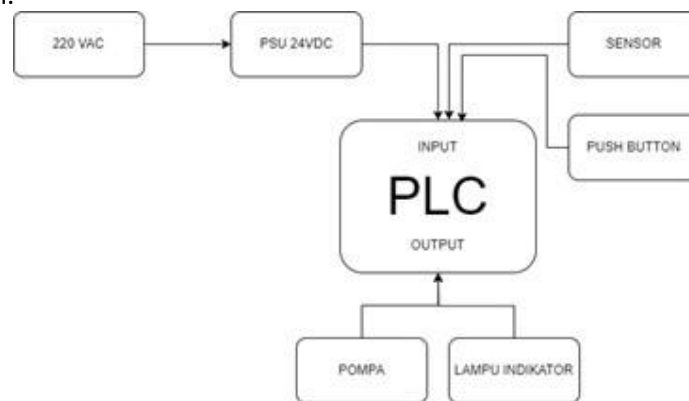 220 VAC
PSU 24VDC
SENSOR
PUSH BUTTON
INPUT
PLC
OUTPUT
POMPA
LAMPU INDIKATOR